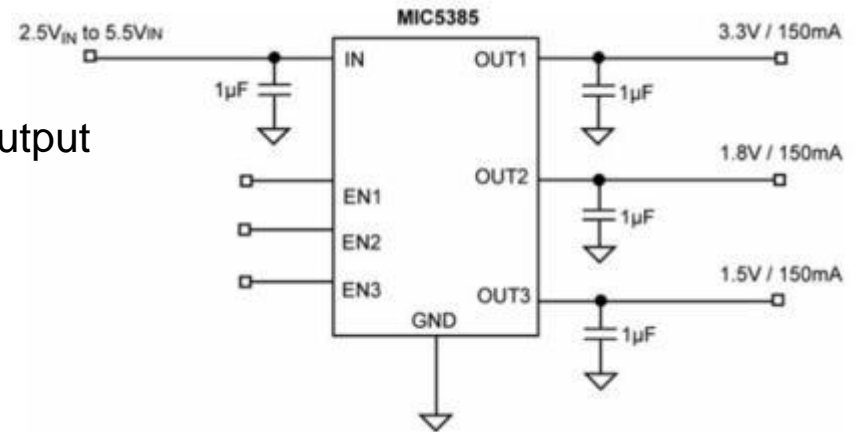 MIC5385
2.5VIN to 5.5VIN
3.3V / 150mA
IN
OUT1
1µF
1µF
utput
1.8V / 150mA
EN1
OUT2
1µF
EN2
1.5V / 150mA
EN3
OUT3
GND
1µF